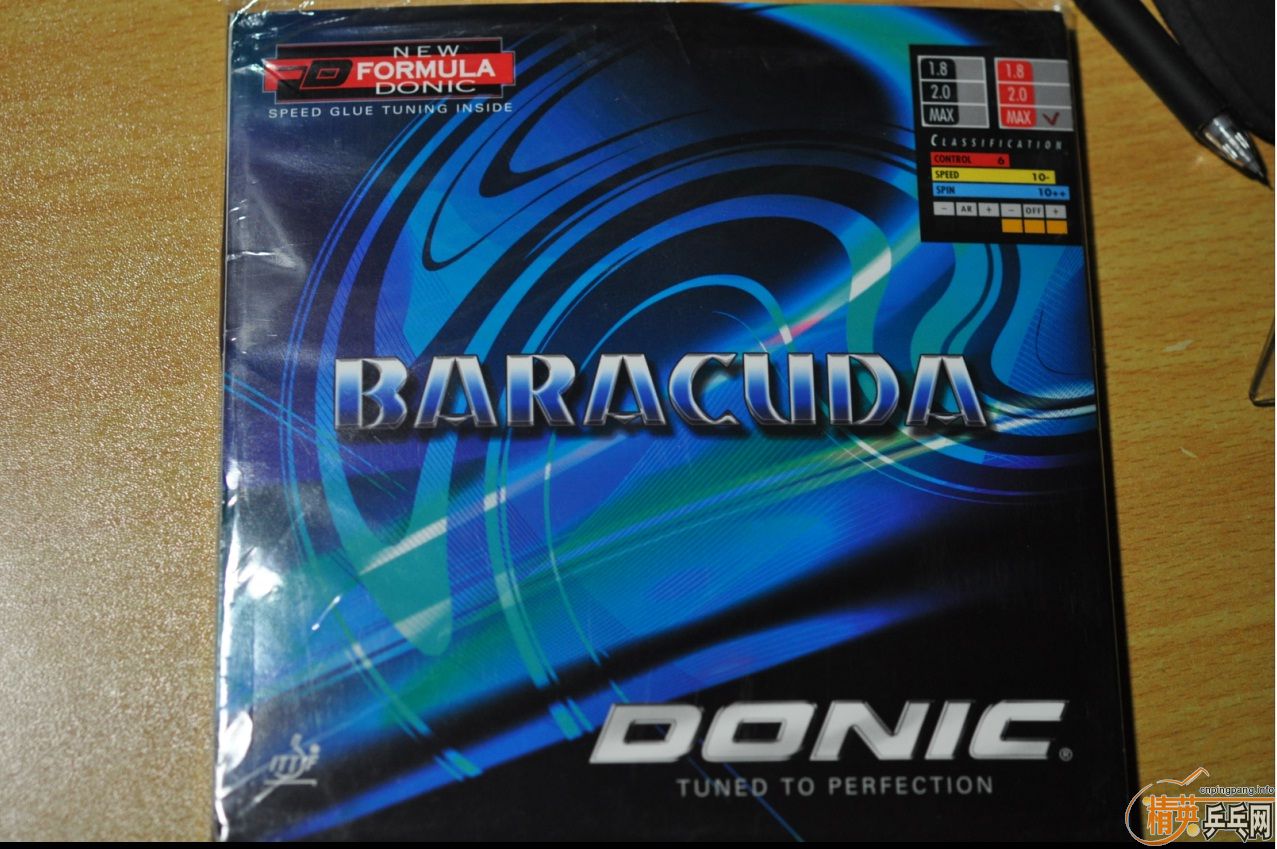 NEW
FORMULA
DONIC
SPEED GLUE TUNING INSIDE
1.8 1.8
2.0 2.0
MAX MAX
CLASSIFICATION
CONTROL 6
SPEED 10-
SPIN 10++
- AR + - OFF +
BARACUDA
DONIC®
TUNED TO PERFECTION
ITTF
cnpingpang.info
精英乒乓网